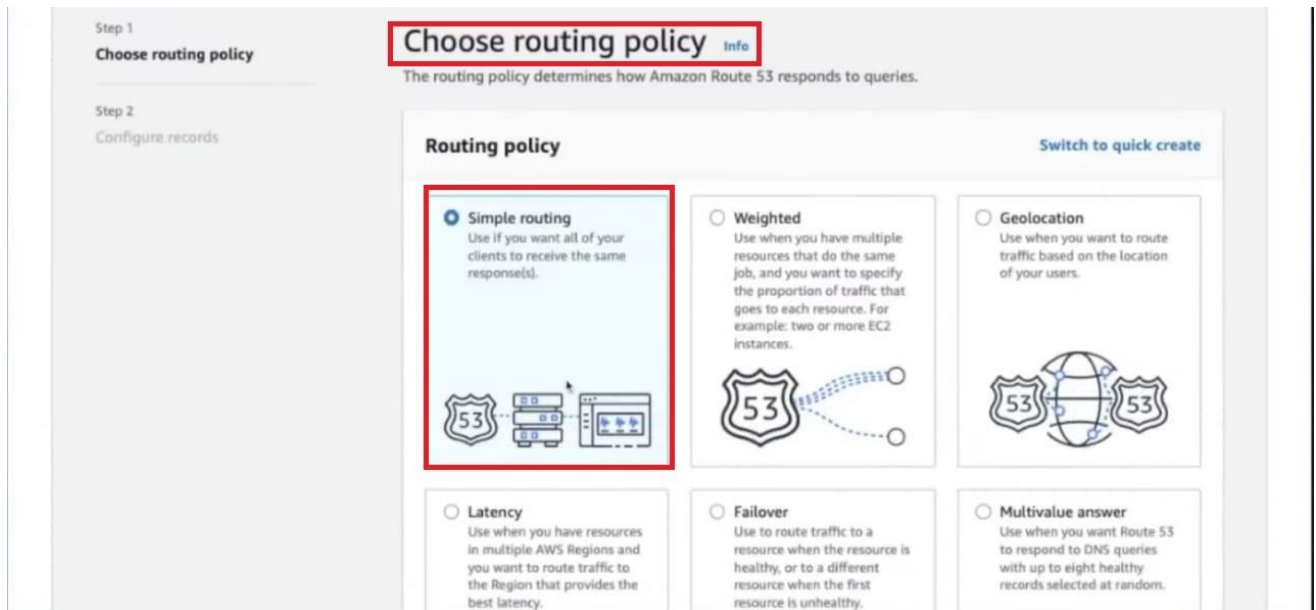 Step 1
Choose routing policy
Step 2
Configure records
Choose routing policy Info
The routing policy determines how Amazon Route 53 responds to queries.
Routing policy
Switch to quick create
Simple routing
Use if you want all of your
clients to receive the same
response(s).
53
Weighted
Use when you have multiple
resources that do the same
job, and you want to specify
the proportion of traffic that
goes to each resource. For
example: two or more EC2
instances.
53
Geolocation
Use when you want to route
traffic based on the location
of your users.
53
53
Latency
Use when you have resources
in multiple AWS Regions and
you want to route traffic to
the Region that provides the
best latency.
Failover
Use to route traffic to a
resource when the resource is
healthy, or to a different
resource when the first
resource is unhealthy.
Multivalue answer
Use when you want Route 53
to respond to DNS queries
with up to eight healthy
records selected at random.